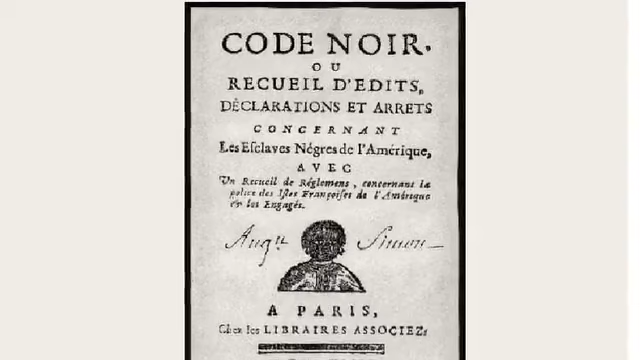 CODE NOIR.
OU
RECUEIL D'EDITS,
DÉCLARATIONS ET ARRETS
CONCERNANT
Les Esclaves Négres de l'Amérique,
AVEC
Un Recueil de Réglemens, concernant la
police des Isles Françoises de l'Amérique
& les Engagés.
Augn Simon
A PARIS,
Chez les LIBRAIRES ASSOCIEZ,